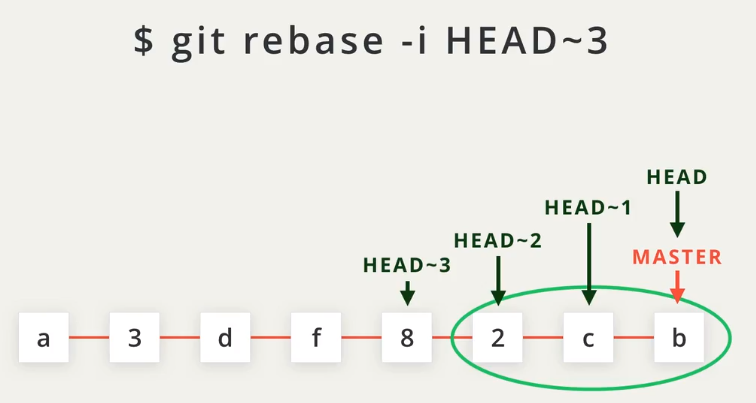 $ git rebase -i HEAD~3
HEAD
HEAD~1
HEAD~2
MASTER
HEAD~3
a 3 d f 8 2 c b